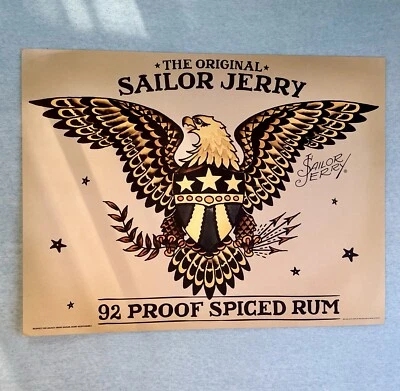 THE ORIGINAL
SAILOR JERRY
SAILOR
JERRY®
92 PROOF SPICED RUM